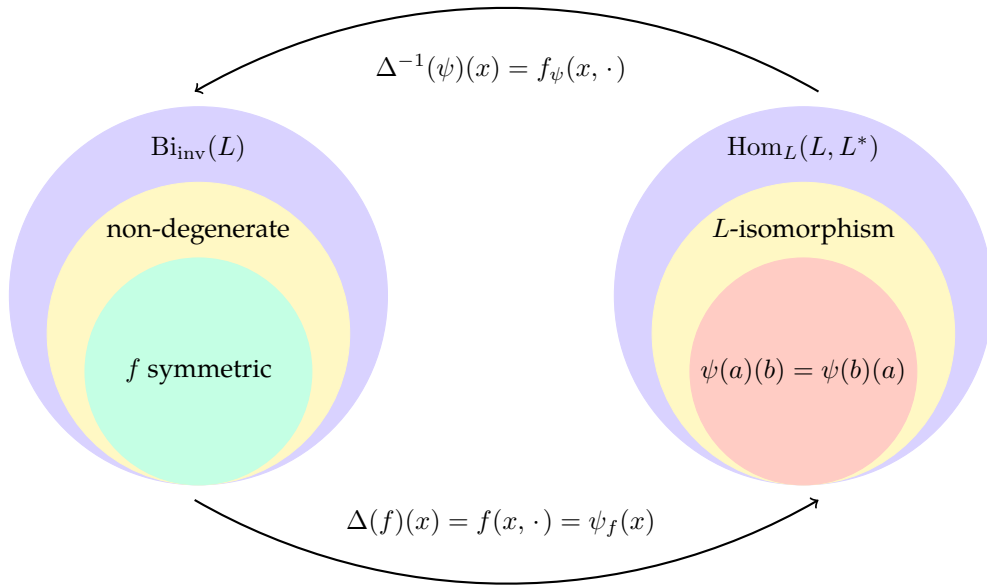 Δ⁻¹(ψ)(x) = f_ψ(x, ·)
Bi_inv(L)
Hom_L(L, L*)
non-degenerate
L-isomorphism
f symmetric
ψ(a)(b) = ψ(b)(a)
Δ(f)(x) = f(x, ·) = ψ_f(x)